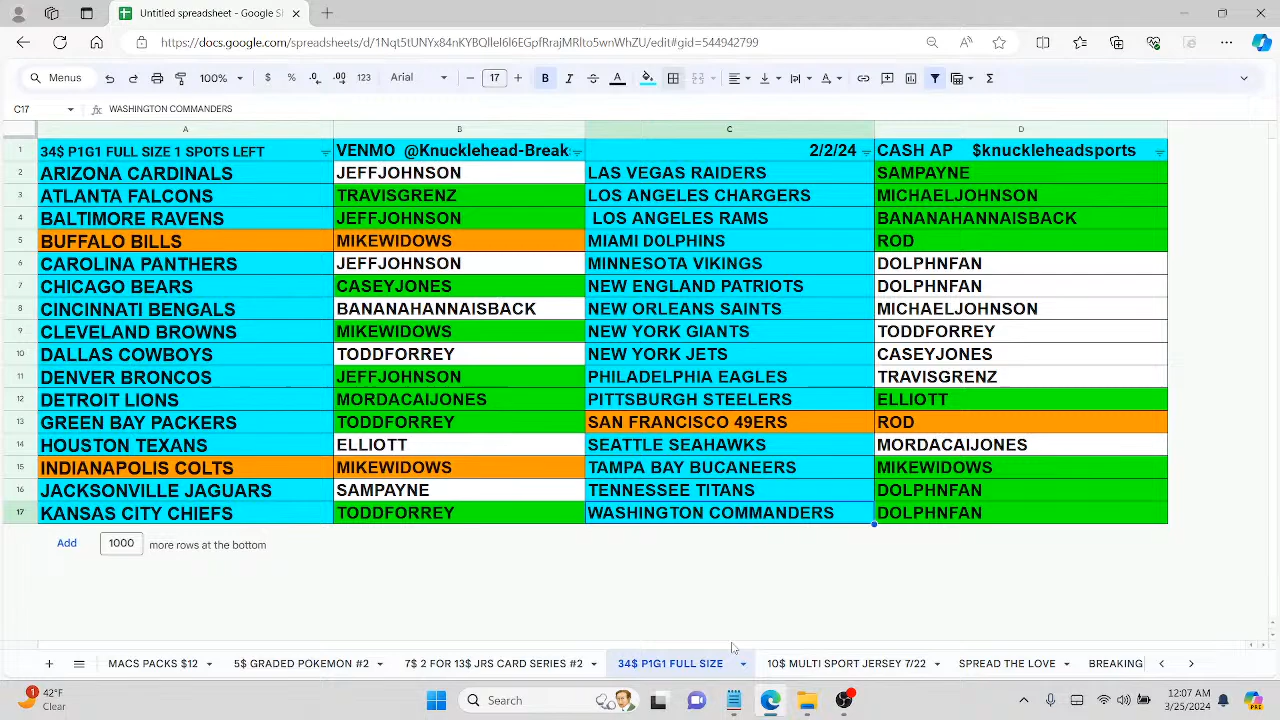 Untitled spreadsheet - Google S
https://docs.google.com/spreadsheets/d/1Nqt5tUNYx84nKYBQlleI6l6EGpfRrajMRlto5wnWhZU/edit#gid=544942799
Menus 100% $ % .0 .00 123 Arial 17 B I A
C17 fx WASHINGTON COMMANDERS
A B C D
1 34$ P1G1 FULL SIZE 1 SPOTS LEFT VENMO @Knucklehead-Break 2/2/24 CASH AP $knuckleheadsports
ARIZONA CARDINALS JEFFJOHNSON LAS VEGAS RAIDERS SAMPAYNE
3 ATLANTA FALCONS TRAVISGRENZ LOS ANGELES CHARGERS MICHAELJOHNSON
4 BALTIMORE RAVENS JEFFJOHNSON LOS ANGELES RAMS BANANAHANNAISBACK
5 BUFFALO BILLS MIKEWIDOWS MIAMI DOLPHINS ROD
6 CAROLINA PANTHERS JEFFJOHNSON MINNESOTA VIKINGS DOLPHNFAN
7 CHICAGO BEARS CASEYJONES NEW ENGLAND PATRIOTS DOLPHNFAN
8 CINCINNATI BENGALS BANANAHANNAISBACK NEW ORLEANS SAINTS MICHAELJOHNSON
CLEVELAND BROWNS MIKEWIDOWS NEW YORK GIANTS TODDFORREY
10 DALLAS COWBOYS TODDFORREY NEW YORK JETS CASEYJONES
11 DENVER BRONCOS JEFFJOHNSON PHILADELPHIA EAGLES TRAVISGRENZ
DETROIT LIONS MORDACAIJONES PITTSBURGH STEELERS ELLIOTT
13 GREEN BAY PACKERS TODDFORREY SAN FRANCISCO 49ERS ROD
HOUSTON TEXANS ELLIOTT SEATTLE SEAHAWKS MORDACAIJONES
15 INDIANAPOLIS COLTS MIKEWIDOWS TAMPA BAY BUCANEERS MIKEWIDOWS
16 JACKSONVILLE JAGUARS SAMPAYNE TENNESSEE TITANS DOLPHNFAN
KANSAS CITY CHIEFS TODDFORREY WASHINGTON COMMANDERS DOLPHNFAN
Add 1000 more rows at the bottom
MACS PACKS $12 5$ GRADED POKEMON #2 7$ 2 FOR 13$ JRS CARD SERIES #2 34$ P1G1 FULL SIZE 10$ MULTI SPORT JERSEY 7/22 SPREAD THE LOVE BREAKING
1 42°F Search 2:07 AM
Clear 3/25/2024